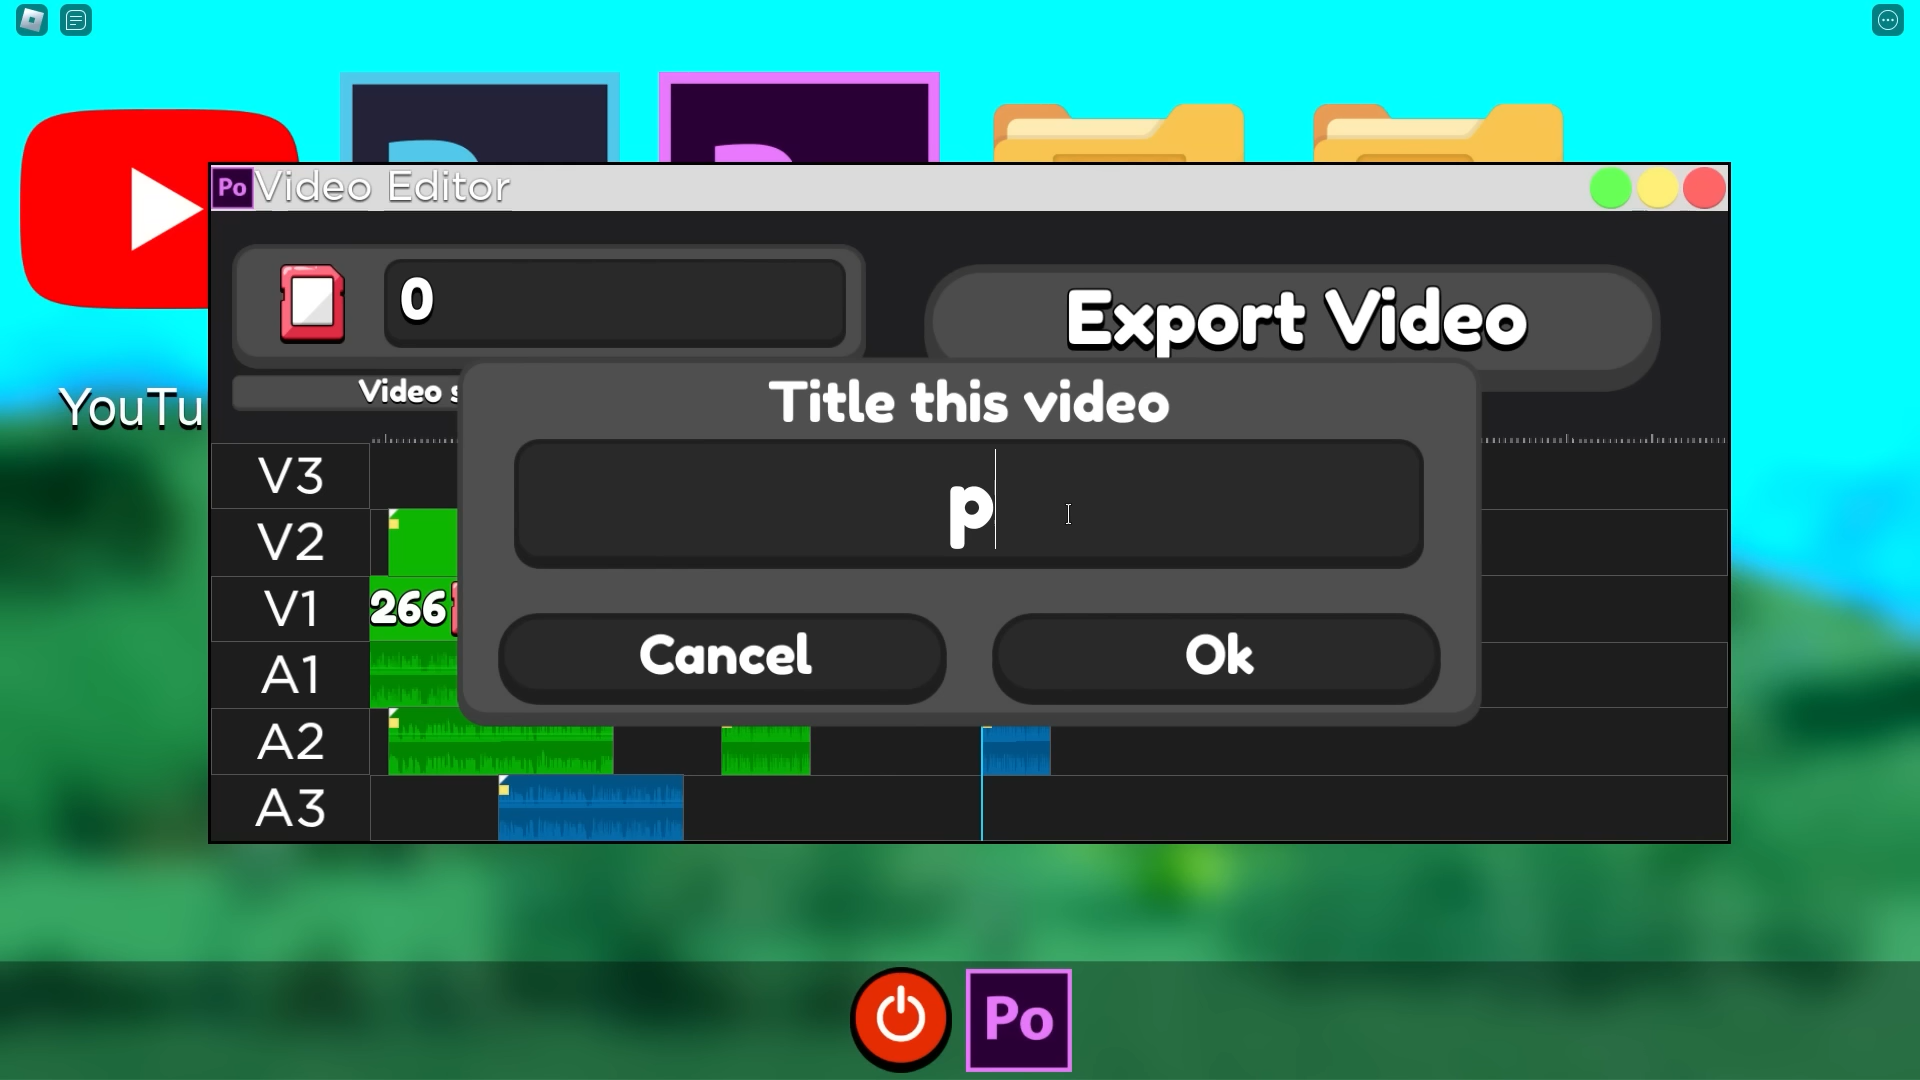 Po Video Editor
0
Export Video
YouTu
Video s
Title this video
p
V3
V2
V1
266
Cancel
Ok
A1
A2
A3
Po